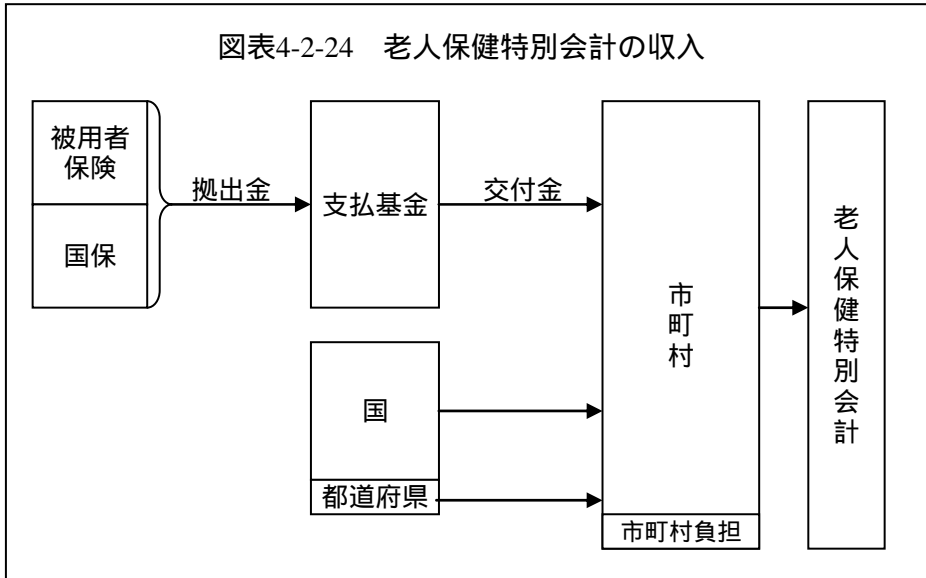 図表4-2-24　老人保健特別会計の収入
被用者
保険
国保
拠出金
支払基金
交付金
国
都道府県
市町村
市町村負担
老人保健特別会計